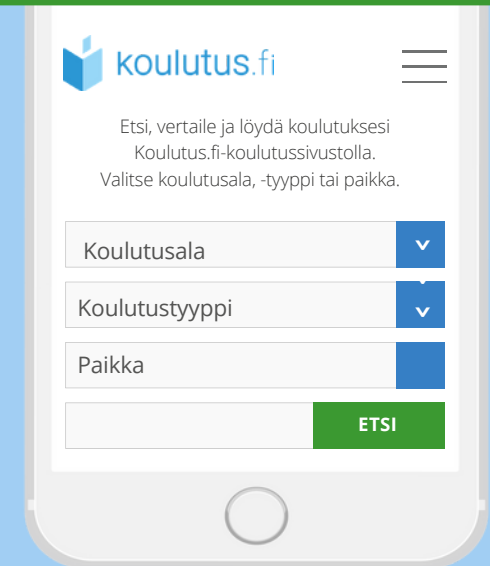 koulutus.fi
Etsi, vertaile ja löydä koulutuksesi
Koulutus.fi-koulutussivustolla.
Valitse koulutusala, -tyyppi tai paikka.
Koulutusala
Koulutustyyppi
Paikka
ETSI